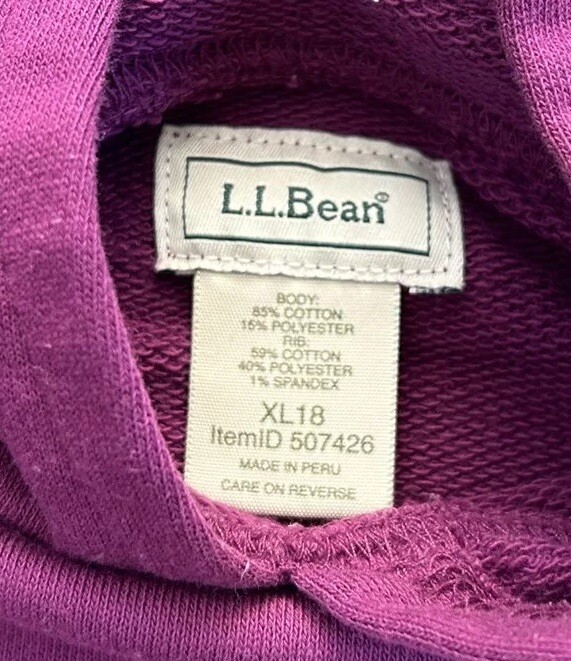 L.L.Bean®
BODY:
85% COTTON
15% POLYESTER
RIB:
59% COTTON
40% POLYESTER
1% SPANDEX
XL18
ItemID 507426
MADE IN PERU
CARE ON REVERSE